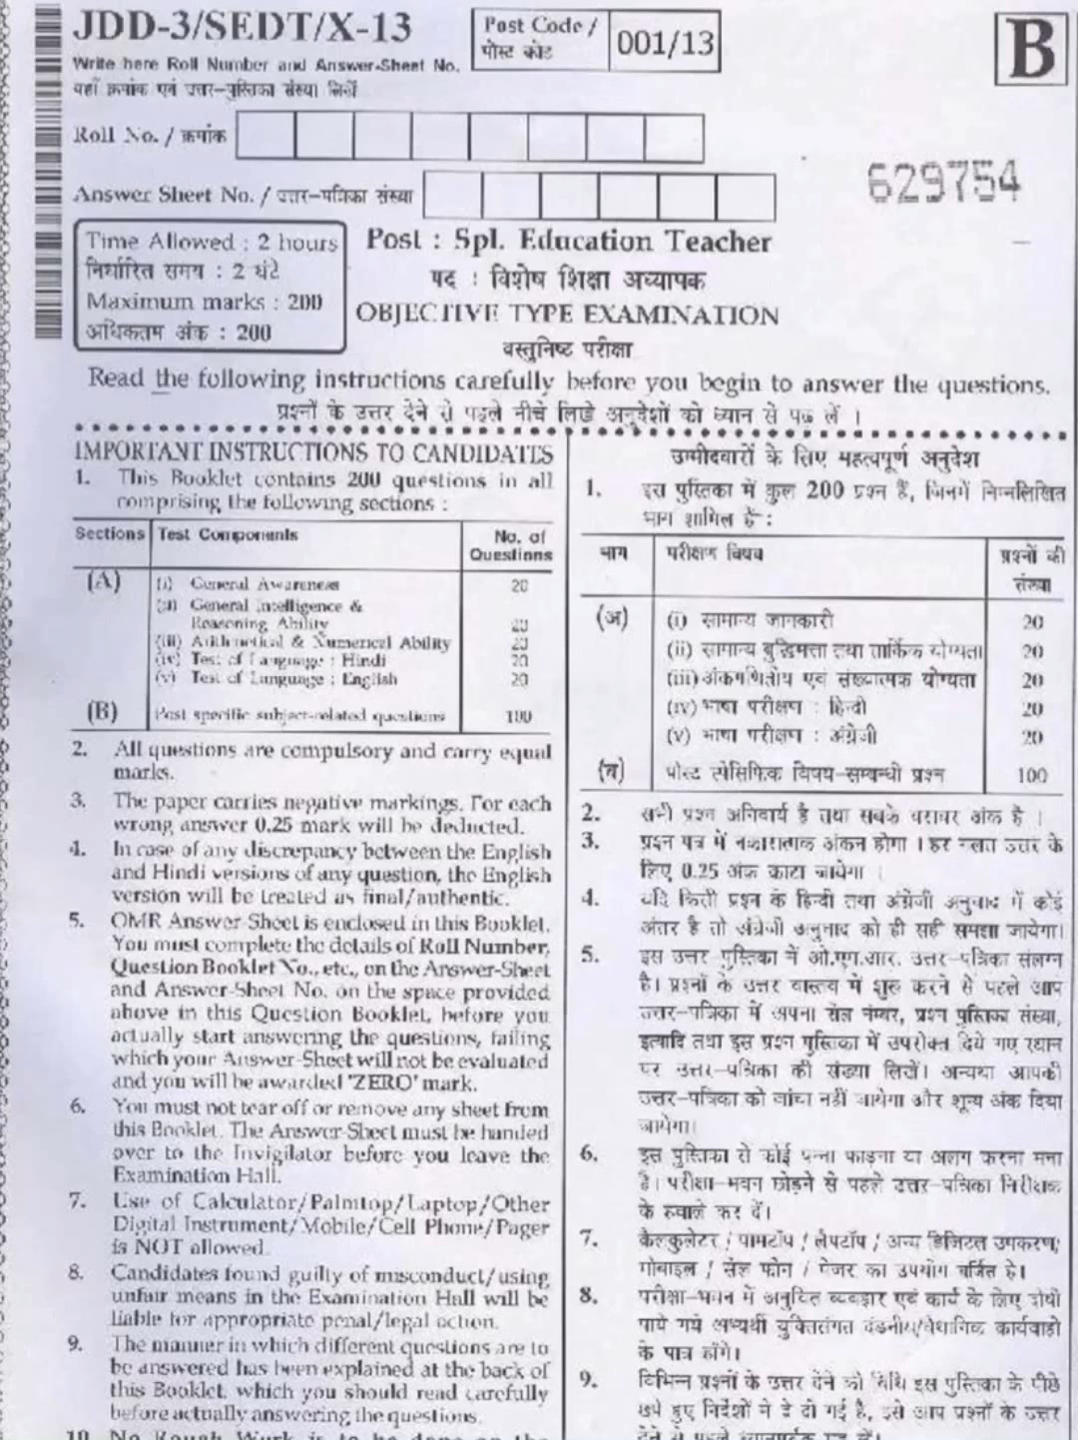 JDD-3/SEDT/X-13
Post Code /
पोस्ट कोड
001/13
B
Write here Roll Number and Answer-Sheet No.
यहाँ क्रमांक एवं उत्तर-पुस्तिका संख्या लिखें
Roll No. / क्रमांक
629754
Answer Sheet No. / उत्तर-पत्रिका संख्या
Time Allowed : 2 hours
निर्धारित समय : 2 घंटे
Maximum marks : 200
अधिकतम अंक : 200
Post : Spl. Education Teacher
पद : विशेष शिक्षा अध्यापक
OBJECTIVE TYPE EXAMINATION
वस्तुनिष्ट परीक्षा
Read the following instructions carefully before you begin to answer the questions.
प्रश्नों के उत्तर देने से पहले नीचे लिखे अनुदेशों को ध्यान से पढ़ लें ।
IMPORTANT INSTRUCTIONS TO CANDIDATES
1. This Booklet contains 200 questions in all
comprising the following sections :
Sections Test Components No. of
Questions
(A) (i) General Awareness 20
(ii) General Intelligence &
Reasoning Ability 20
(iii) Arithmetical & Numerical Ability 20
(iv) Test of Language : Hindi 20
(v) Test of Language : English 20
(B) Post specific subject-related questions 100
2. All questions are compulsory and carry equal
marks.
3. The paper carries negative markings. For each
wrong answer 0.25 mark will be deducted.
4. In case of any discrepancy between the English
and Hindi versions of any question, the English
version will be treated as final/authentic.
5. OMR Answer-Sheet is enclosed in this Booklet.
You must complete the details of Roll Number,
Question Booklet No., etc., on the Answer-Sheet
and Answer-Sheet No. on the space provided
above in this Question Booklet, before you
actually start answering the questions, failing
which your Answer-Sheet will not be evaluated
and you will be awarded 'ZERO' mark.
6. You must not tear off or remove any sheet from
this Booklet. The Answer-Sheet must be handed
over to the Invigilator before you leave the
Examination Hall.
7. Use of Calculator/Palmtop/Laptop/Other
Digital Instrument/Mobile/Cell Phone/Pager
is NOT allowed.
8. Candidates found guilty of misconduct/using
unfair means in the Examination Hall will be
liable for appropriate penal/legal action.
9. The manner in which different questions are to
be answered has been explained at the back of
this Booklet, which you should read carefully
before actually answering the questions.
10. No Rough Work is to be done on the
उम्मीदवारों के लिए महत्वपूर्ण अनुदेश
1. इस पुस्तिका में कुल 200 प्रश्न हैं, जिनमें निम्नलिखित
भाग शामिल हैं :
भाग परीक्षण विषय प्रश्नों की
संख्या
(अ) (i) सामान्य जानकारी 20
(ii) सामान्य बुद्धिमत्ता तथा तार्किक योग्यता 20
(iii) अंकगणितीय एवं संख्यात्मक योग्यता 20
(iv) भाषा परीक्षण : हिन्दी 20
(v) भाषा परीक्षण : अंग्रेजी 20
(ब) पोस्ट स्पेसिफिक विषय-सम्बन्धी प्रश्न 100
2. सभी प्रश्न अनिवार्य है तथा सबके बराबर अंक है ।
3. प्रश्न पत्र में नकारात्मक अंकन होगा । हर गलत उत्तर के
लिए 0.25 अंक काटा जायेगा ।
4. यदि किसी प्रश्न के हिन्दी तथा अंग्रेजी अनुवाद में कोई
अंतर है तो अंग्रेजी अनुवाद को ही सही समझा जायेगा।
5. इस उत्तर-पुस्तिका में ओ.एम.आर. उत्तर-पत्रिका संलग्न
है। प्रश्नों के उत्तर वास्तव में शुरु करने से पहले आप
उत्तर-पत्रिका में अपना रोल नम्बर, प्रश्न पुस्तिका संख्या,
इत्यादि तथा इस प्रश्न पुस्तिका में उपरोक्त दिये गए स्थान
पर उत्तर-पत्रिका की संख्या लिखें। अन्यथा आपकी
उत्तर-पत्रिका को जांचा नहीं जायेगा और शून्य अंक दिया
जायेगा।
6. इस पुस्तिका से कोई पन्ना फाड़ना या अलग करना मना
है। परीक्षा-भवन छोड़ने से पहले उत्तर-पत्रिका निरीक्षक
के हवाले कर दें।
7. कैलकुलेटर / पामटॉप / लैपटॉप / अन्य डिजिटल उपकरण/
मोबाइल / सेल फोन / पेजर का उपयोग वर्जित है।
8. परीक्षा-भवन में अनुचित व्यवहार एवं कार्य के लिए दोषी
पाये गये अभ्यर्थी युक्तिसंगत दंडनीय/वैधानिक कार्यवाही
के पात्र होंगे।
9. विभिन्न प्रश्नों के उत्तर देने की विधि इस पुस्तिका के पीछे
छपे हुए निर्देशों में दे दी गई है, इसे आप प्रश्नों के उत्तर
देने से पहले ध्यानपूर्वक पढ़ लें।